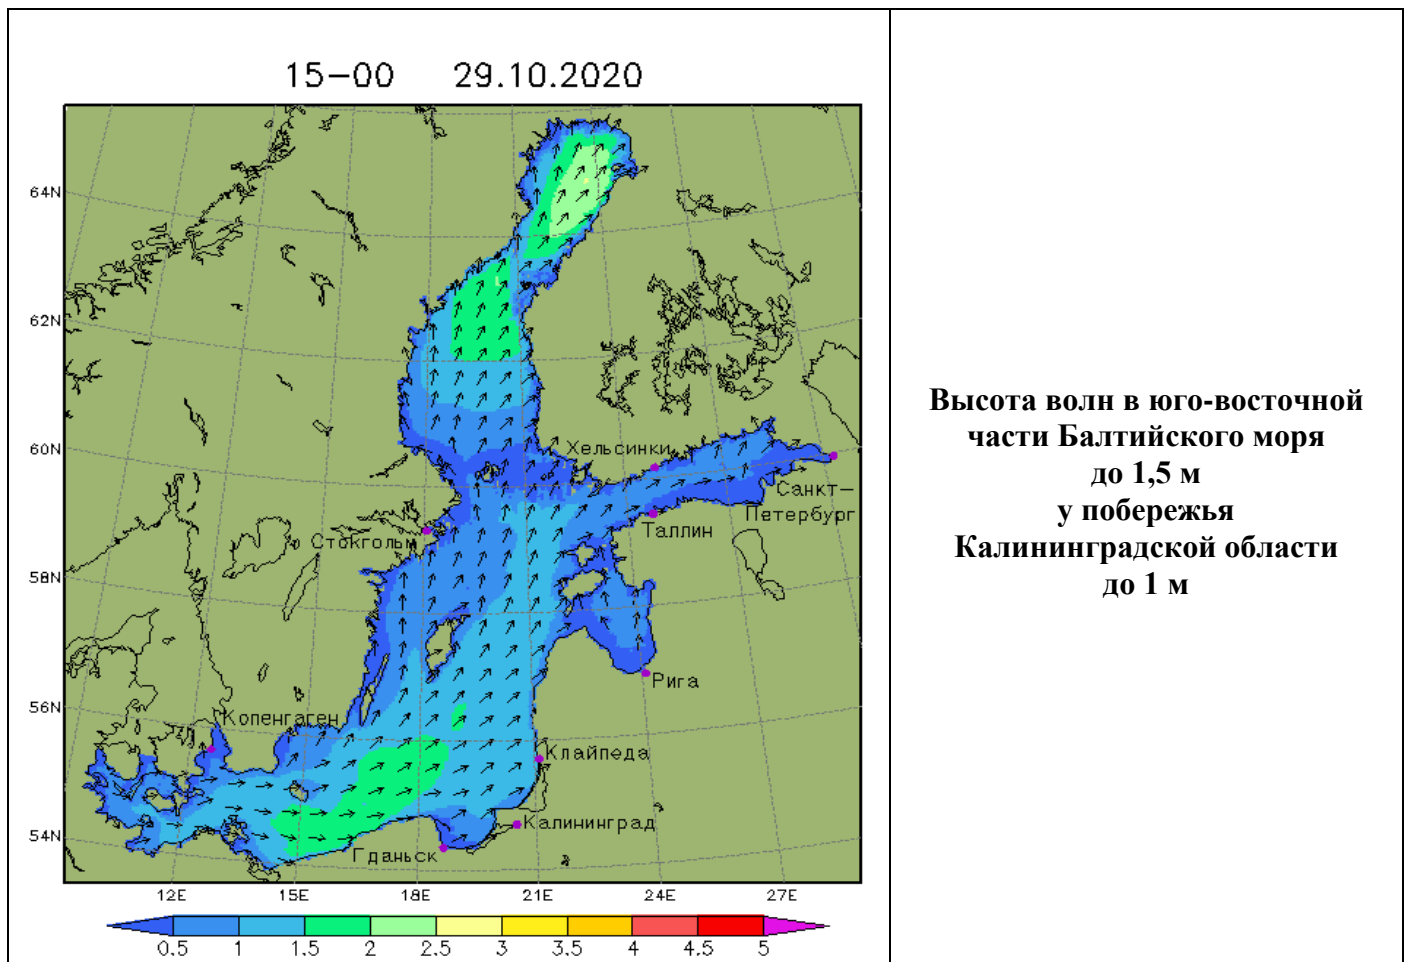 15-00 29.10.2020
64N
62N
60N
58N
56N
54N
Хельсинки
Санкт-
Петербург
Таллин
Стокгольм
Рига
Копенгаген
Клайпеда
Калининград
Гданьск
12E 15E 18E 21E 24E 27E
0.5 1 1.5 2 2.5 3 3.5 4 4.5 5
Высота волн в юго-восточной
части Балтийского моря
до 1,5 м
у побережья
Калининградской области
до 1 м